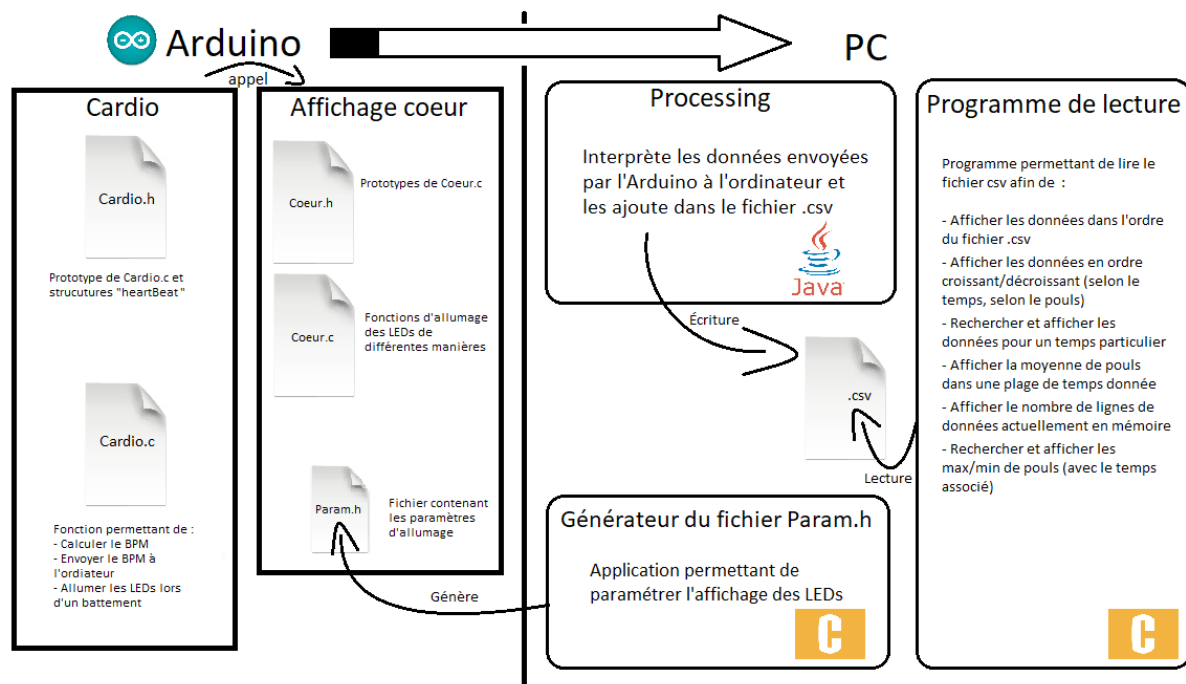 Arduino
PC
appel
Cardio
Cardio.h
Prototype de Cardio.c et
strucutures "heartBeat"
Cardio.c
Fonction permettant de :
- Calculer le BPM
- Envoyer le BPM à
l'ordiateur
- Allumer les LEDs lors
d'un battement
Affichage coeur
Coeur.h
Prototypes de Coeur.c
Coeur.c
Fonctions d'allumage
des LEDs de
différentes manières
Param.h
Fichier contenant
les paramètres
d'allumage
Génère
Processing
Interprète les données envoyées
par l'Arduino à l'ordinateur et
les ajoute dans le fichier .csv
Java
Écriture
.csv
Lecture
Générateur du fichier Param.h
Application permettant de
paramétrer l'affichage des LEDs
C
Programme de lecture
Programme permettant de lire le
fichier csv afin de :
- Afficher les données dans l'ordre
du fichier .csv
- Afficher les données en ordre
croissant/décroissant (selon le
temps, selon le pouls)
- Rechercher et afficher les
données pour un temps particulier
- Afficher la moyenne de pouls
dans une plage de temps donnée
- Afficher le nombre de lignes de
données actuellement en mémoire
- Rechercher et afficher les
max/min de pouls (avec le temps
associé)
C